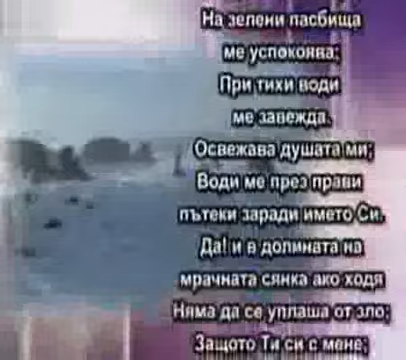 На зелени пасбища
ме успокоява;
При тихи води
ме завежда.
Освежава душата ми;
Води ме през прави
пътеки заради името Си.
Да! и в долината на
мрачната сянка ако ходя
Няма да се уплаша от зло;
Защото Ти си с мене;